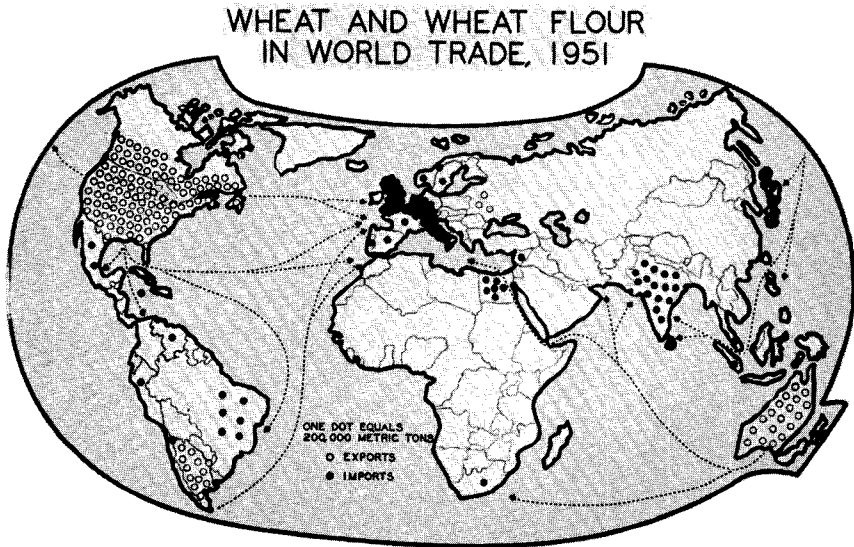 WHEAT AND WHEAT FLOUR
IN WORLD TRADE, 1951
ONE DOT EQUALS
200,000 METRIC TONS
EXPORTS
IMPORTS